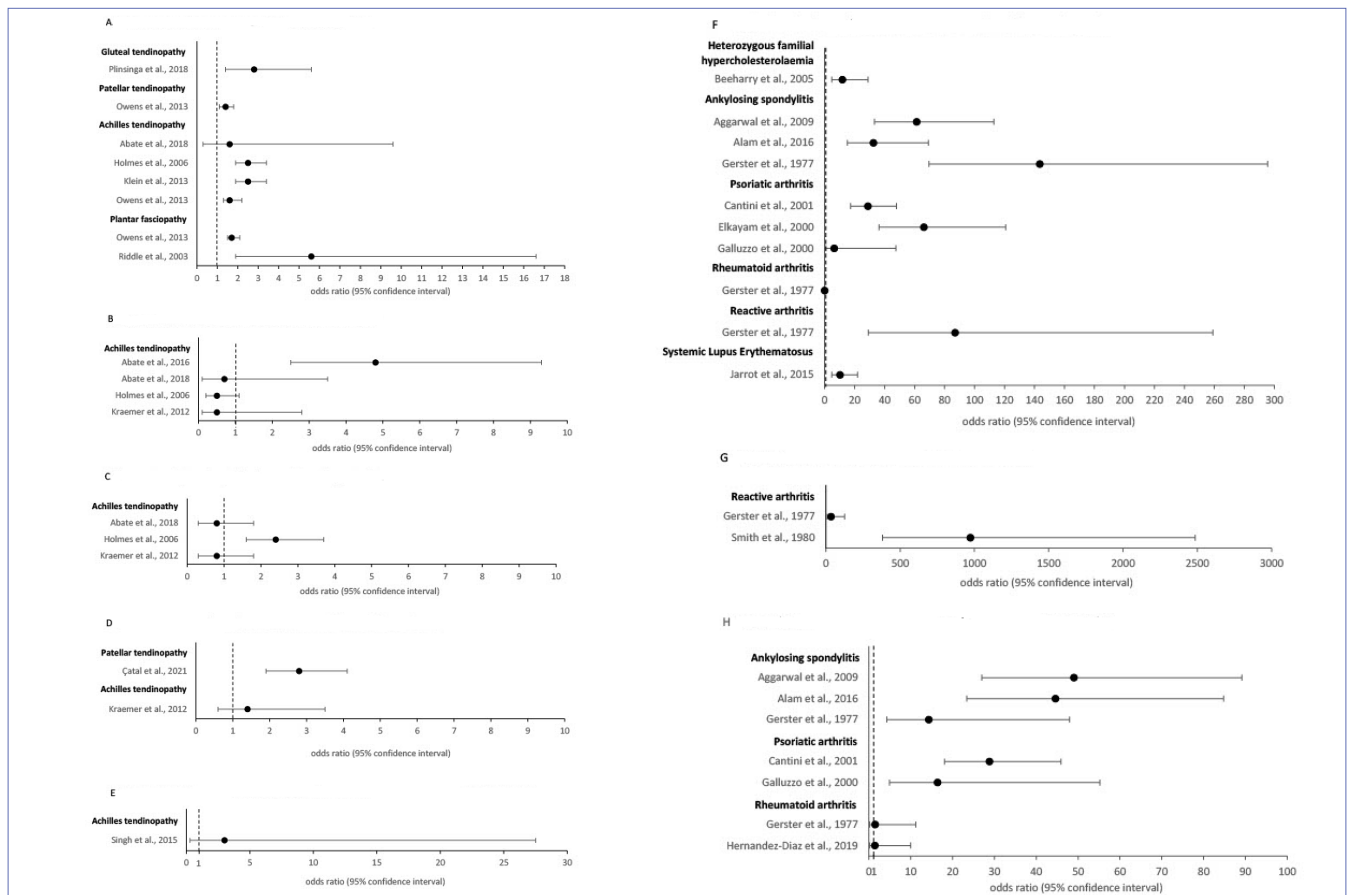 A
Gluteal tendinopathy
Plinsinga et al., 2018
Patellar tendinopathy
Owens et al., 2013
Achilles tendinopathy
Abate et al., 2018
Holmes et al., 2006
Klein et al., 2013
Owens et al., 2013
Plantar fasciopathy
Owens et al., 2013
Riddle et al., 2003
0 1 2 3 4 5 6 7 8 9 10 11 12 13 14 15 16 17 18
odds ratio (95% confidence interval)
B
Achilles tendinopathy
Abate et al., 2016
Abate et al., 2018
Holmes et al., 2006
Kraemer et al., 2012
0 1 2 3 4 5 6 7 8 9 10
odds ratio (95% confidence interval)
C
Achilles tendinopathy
Abate et al., 2018
Holmes et al., 2006
Kraemer et al., 2012
0 1 2 3 4 5 6 7 8 9 10
odds ratio (95% confidence interval)
D
Patellar tendinopathy
Çatal et al., 2021
Achilles tendinopathy
Kraemer et al., 2012
0 1 2 3 4 5 6 7 8 9 10
odds ratio (95% confidence interval)
E
Achilles tendinopathy
Singh et al., 2015
0 1 5 10 15 20 25 30
odds ratio (95% confidence interval)
F
Heterozygous familial
hypercholesterolaemia
Beeharry et al., 2005
Ankylosing spondylitis
Aggarwal et al., 2009
Alam et al., 2016
Gerster et al., 1977
Psoriatic arthritis
Cantini et al., 2001
Elkayam et al., 2000
Galluzzo et al., 2000
Rheumatoid arthritis
Gerster et al., 1977
Reactive arthritis
Gerster et al., 1977
Systemic Lupus Erythematosus
Jarrot et al., 2015
0 20 40 60 80 100 120 140 160 180 200 220 240 260 280 300
odds ratio (95% confidence interval)
G
Reactive arthritis
Gerster et al., 1977
Smith et al., 1980
0 500 1000 1500 2000 2500 3000
odds ratio (95% confidence interval)
H
Ankylosing spondylitis
Aggarwal et al., 2009
Alam et al., 2016
Gerster et al., 1977
Psoriatic arthritis
Cantini et al., 2001
Galluzzo et al., 2000
Rheumatoid arthritis
Gerster et al., 1977
Hernandez-Diaz et al., 2019
0 1 10 20 30 40 50 60 70 80 90 100
odds ratio (95% confidence interval)